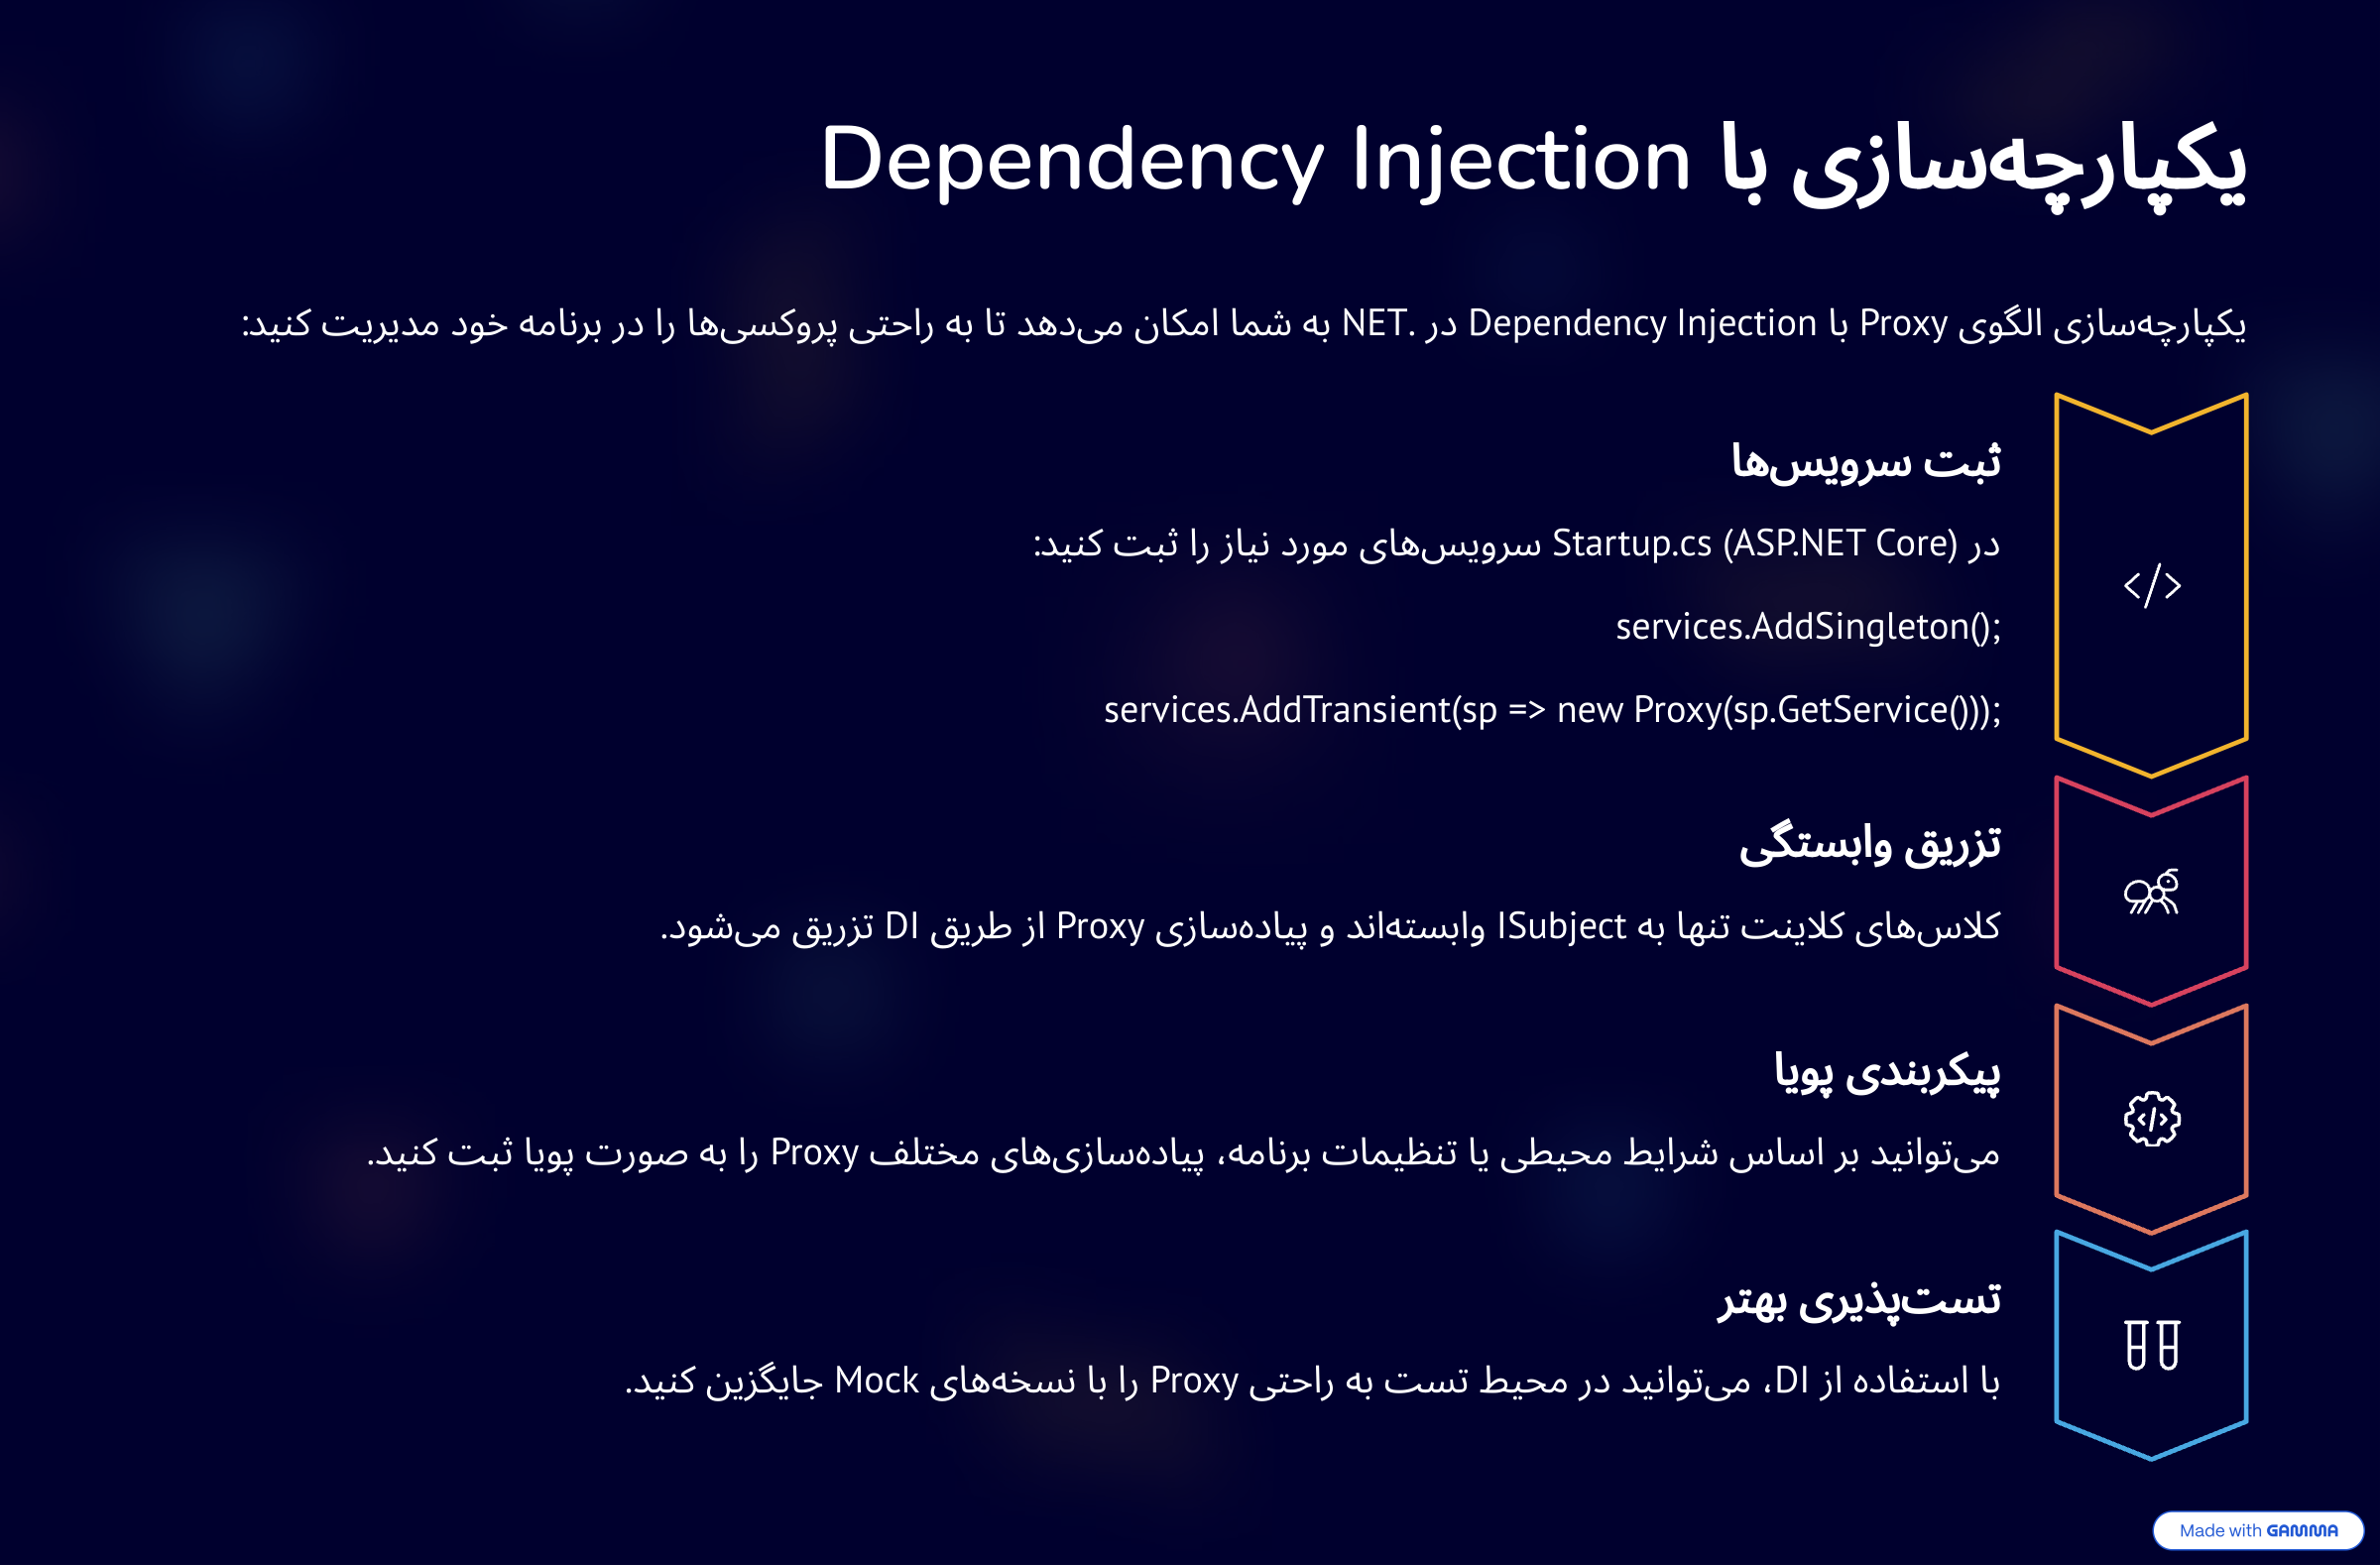 یکپارچه‌سازی با Dependency Injection
یکپارچه‌سازی الگوی Proxy با Dependency Injection در .NET به شما امکان می‌دهد تا به راحتی پروکسی‌ها را در برنامه خود مدیریت کنید:
ثبت سرویس‌ها
در Startup.cs (ASP.NET Core) سرویس‌های مورد نیاز را ثبت کنید:
services.AddSingleton();
services.AddTransient(sp => new Proxy(sp.GetService()));
تزریق وابستگی
کلاس‌های کلاینت تنها به ISubject وابسته‌اند و پیاده‌سازی Proxy از طریق DI تزریق می‌شود.
پیکربندی پویا
می‌توانید بر اساس شرایط محیطی یا تنظیمات برنامه، پیاده‌سازی‌های مختلف Proxy را به صورت پویا ثبت کنید.
تست‌پذیری بهتر
با استفاده از DI، می‌توانید در محیط تست به راحتی Proxy را با نسخه‌های Mock جایگزین کنید.
Made with GAMMA